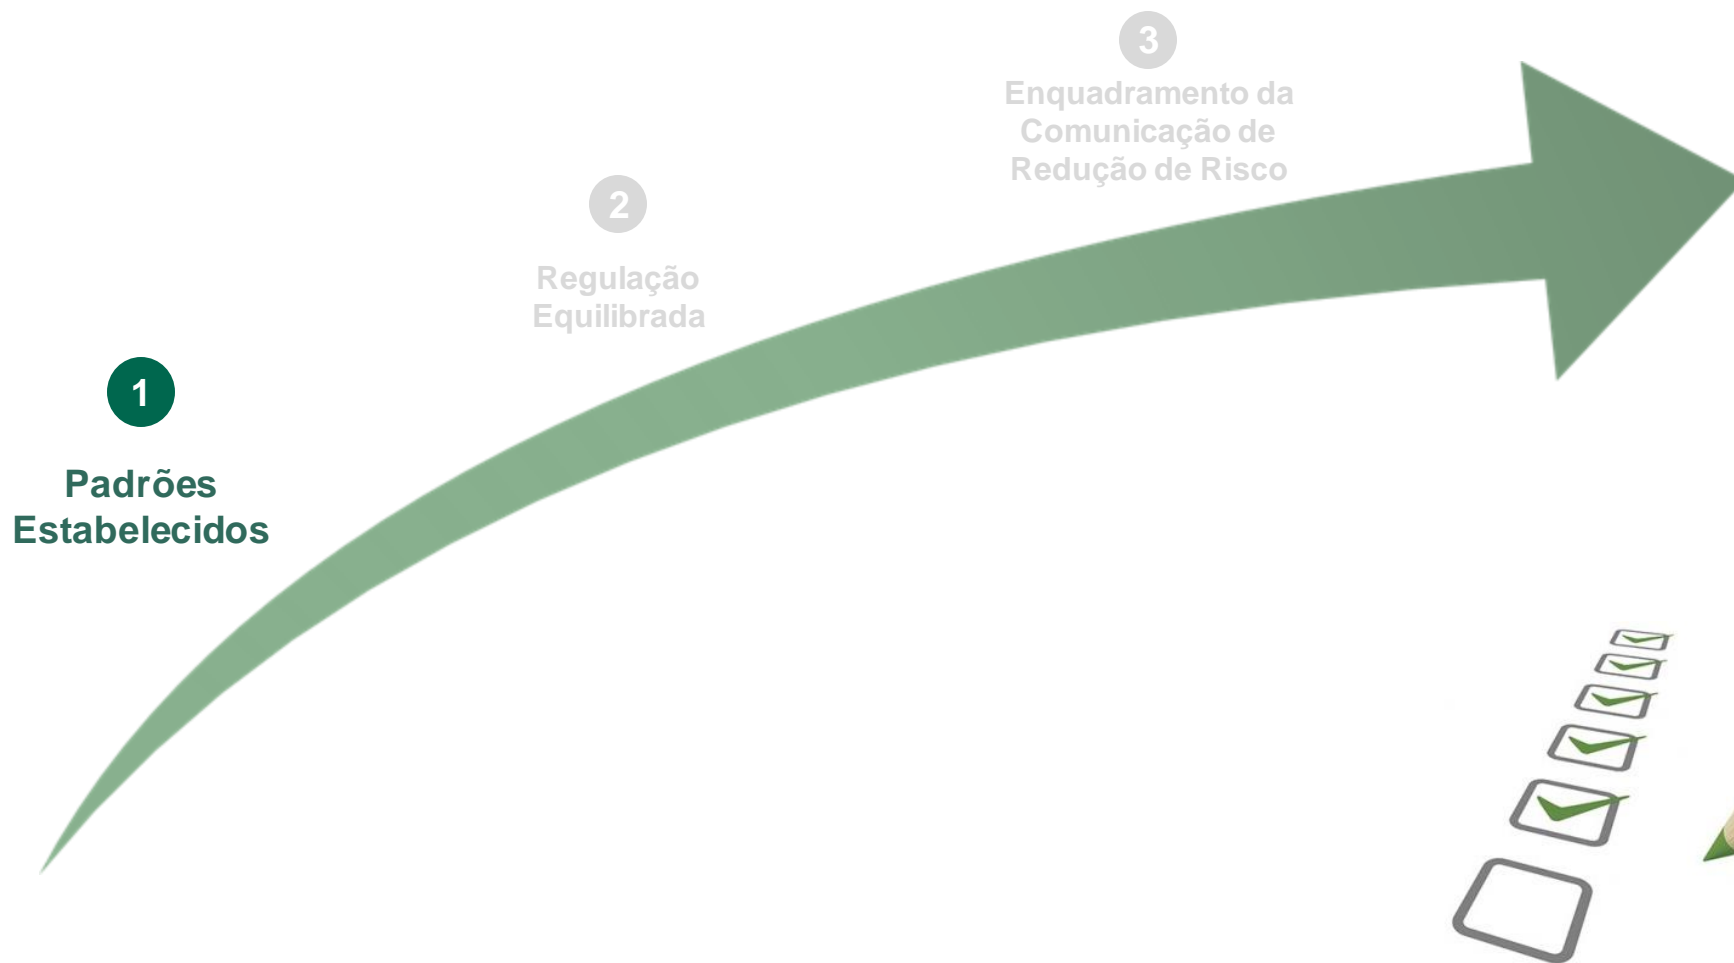 1
Padrões
Estabelecidos
2
Regulação
Equilibrada
3
Enquadramento da
Comunicação de
Redução de Risco